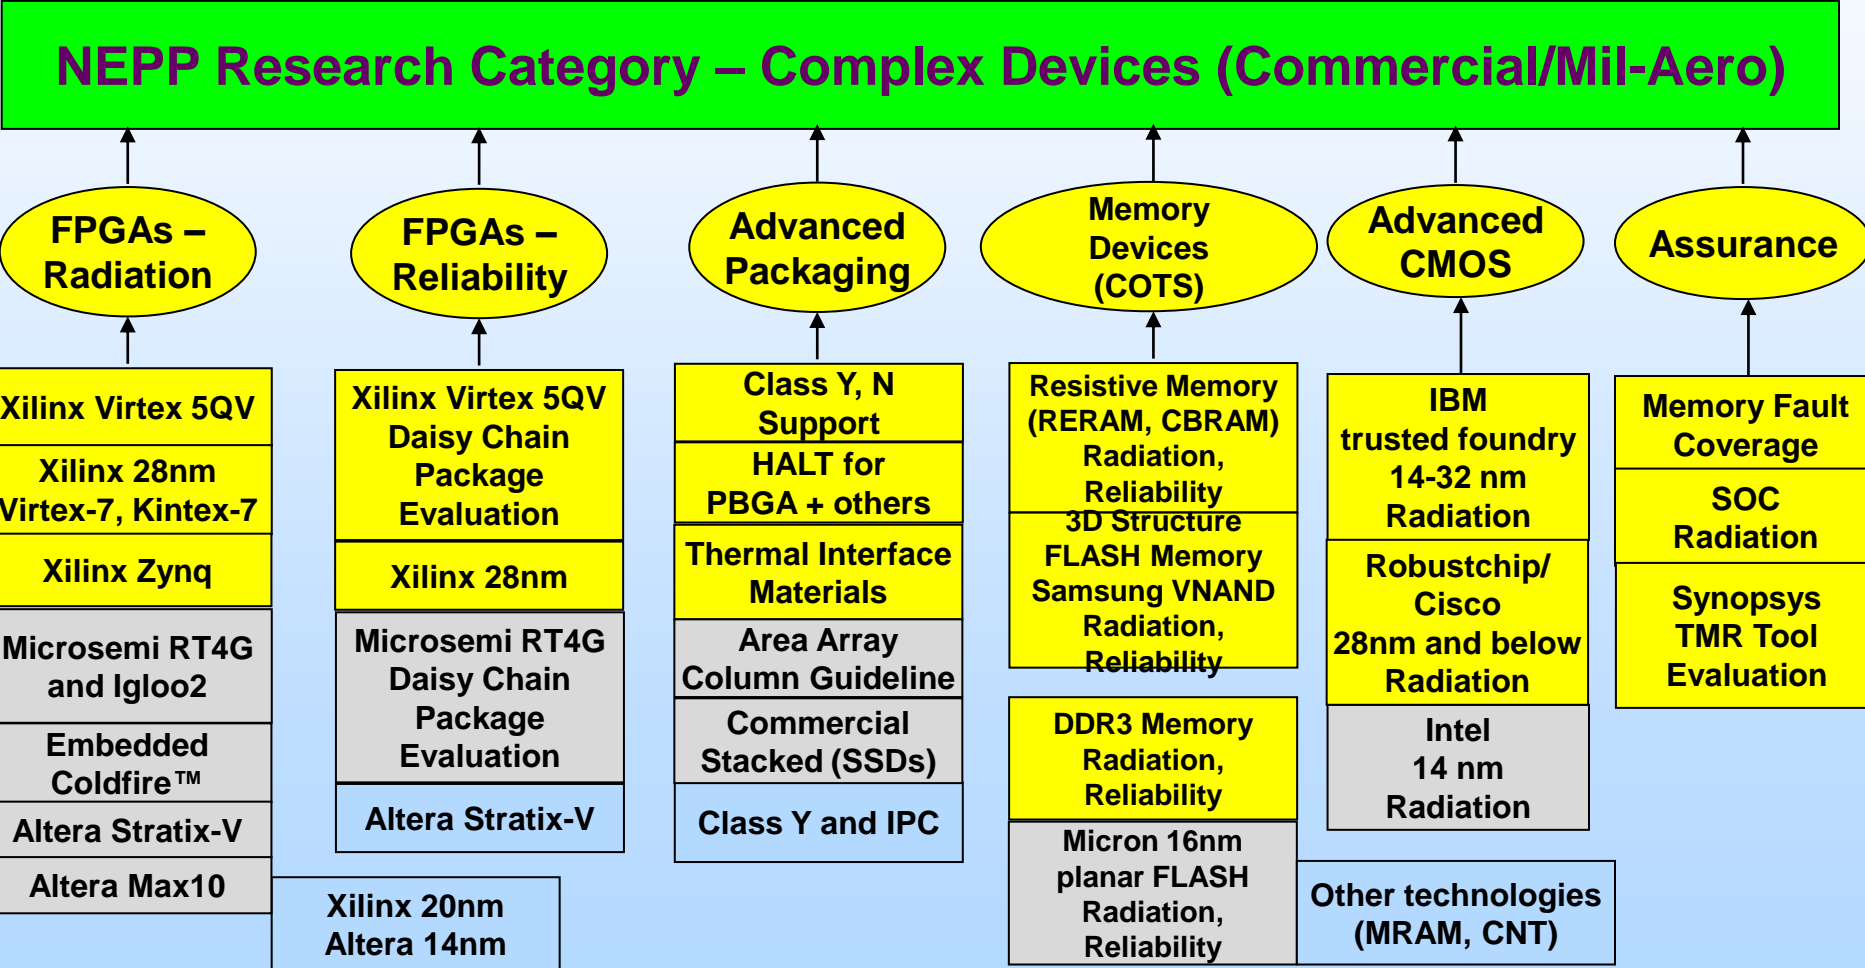 NEPP Research Category – Complex Devices (Commercial/Mil-Aero)
FPGAs –
Radiation
FPGAs –
Reliability
Advanced
Packaging
Memory
Devices
(COTS)
Advanced
CMOS
Assurance
Xilinx Virtex 5QV
Xilinx 28nm
Virtex-7, Kintex-7
Xilinx Zynq
Microsemi RT4G
and Igloo2
Embedded
Coldfire™
Altera Stratix-V
Altera Max10
Xilinx 20nm
Altera 14nm
Xilinx Virtex 5QV
Daisy Chain
Package
Evaluation
Xilinx 28nm
Microsemi RT4G
Daisy Chain
Package
Evaluation
Altera Stratix-V
Class Y, N
Support
HALT for
PBGA + others
Thermal Interface
Materials
Area Array
Column Guideline
Commercial
Stacked (SSDs)
Class Y and IPC
Resistive Memory
(RERAM, CBRAM)
Radiation,
Reliability
3D Structure
FLASH Memory
Samsung VNAND
Radiation,
Reliability
DDR3 Memory
Radiation,
Reliability
Micron 16nm
planar FLASH
Radiation,
Reliability
Other technologies
(MRAM, CNT)
IBM
trusted foundry
14-32 nm
Radiation
Robustchip/
Cisco
28nm and below
Radiation
Intel
14 nm
Radiation
Memory Fault
Coverage
SOC
Radiation
Synopsys
TMR Tool
Evaluation